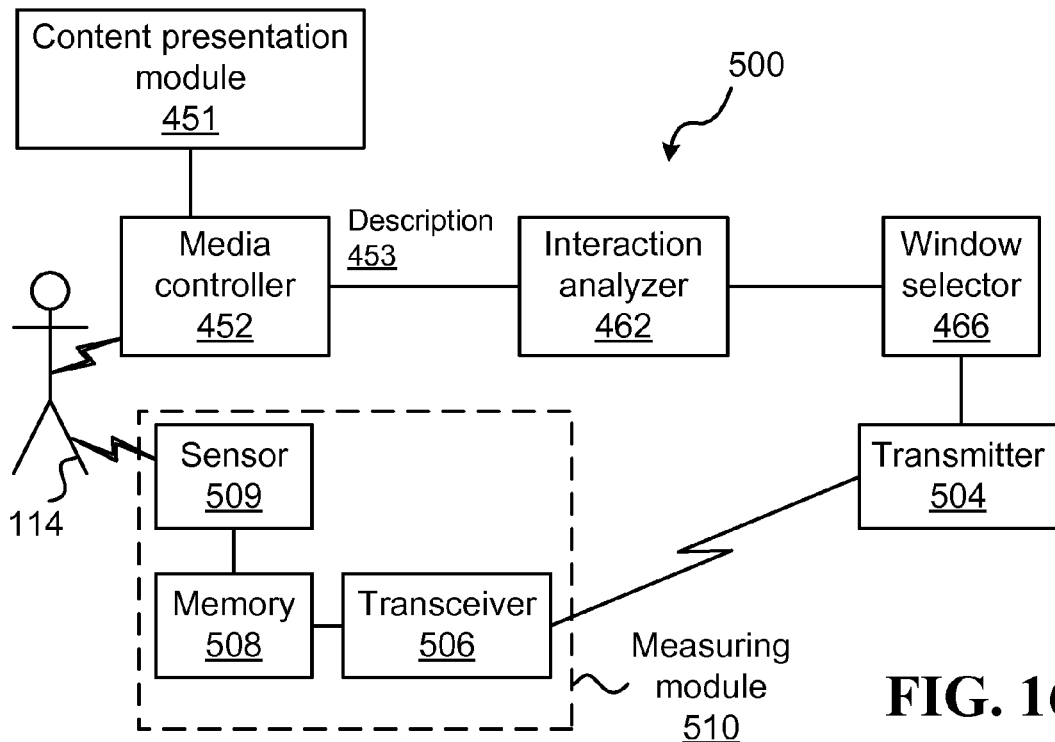 Content presentation
module
451
500
Media
controller
452
Description
453
Interaction
analyzer
462
Window
selector
466
Sensor
509
Transmitter
504
114
Memory
508
Transceiver
506
Measuring
module
510
FIG. 16